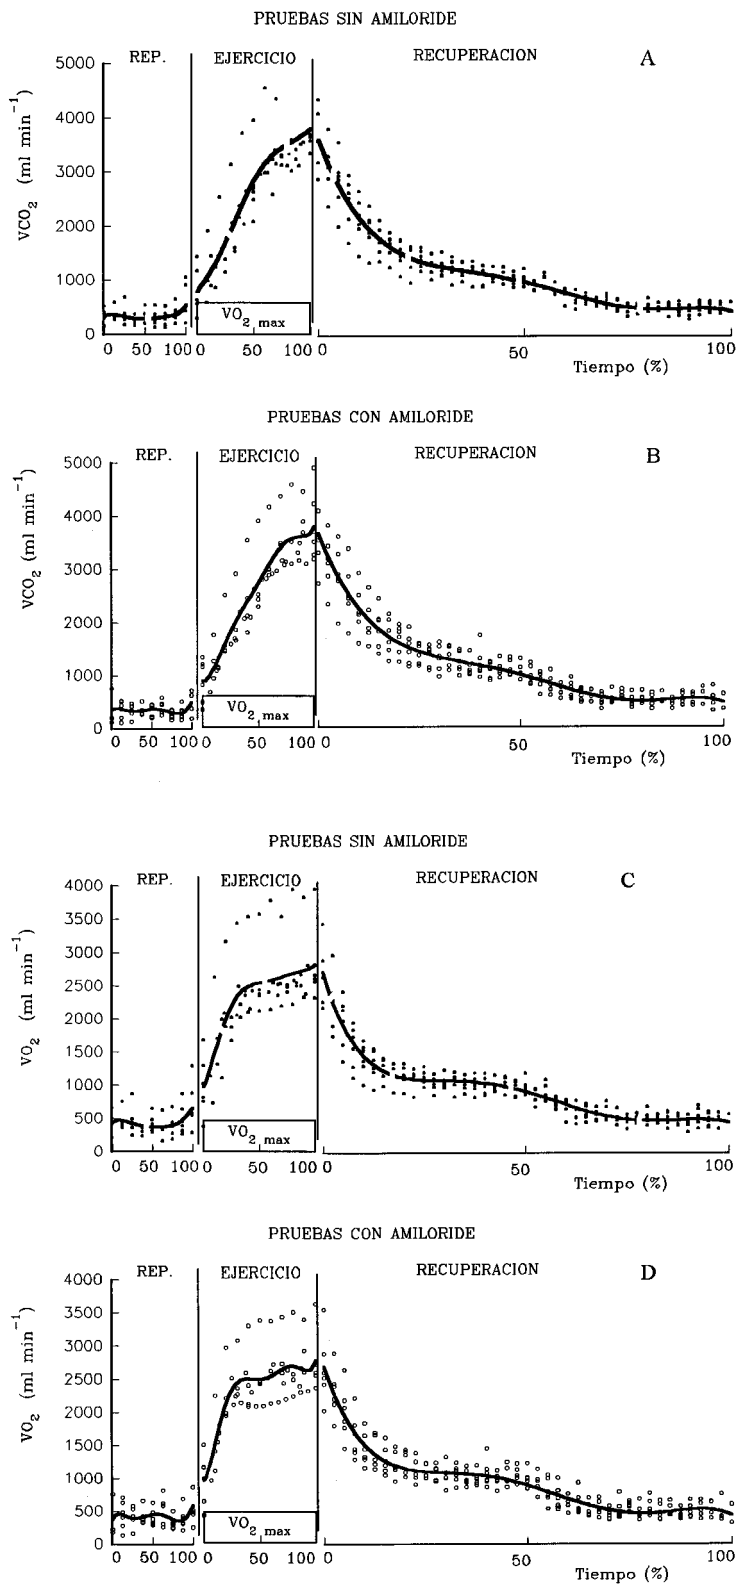 PRUEBAS SIN AMILORIDE
REP. EJERCICIO RECUPERACION A
5000
4000
3000
2000
1000
0
VCO2 (ml min−1)
VO2 max
0 50 100 0 50 100 0 50 100
Tiempo (%)
PRUEBAS CON AMILORIDE
REP. EJERCICIO RECUPERACION B
5000
4000
3000
2000
1000
0
VCO2 (ml min−1)
VO2 max
0 50 100 0 50 100 0 50 100
Tiempo (%)
PRUEBAS SIN AMILORIDE
REP. EJERCICIO RECUPERACION C
4000
3500
3000
2500
2000
1500
1000
500
0
VO2 (ml min−1)
VO2 max
0 50 100 0 50 100 0 50 100
Tiempo (%)
PRUEBAS CON AMILORIDE
REP. EJERCICIO RECUPERACION D
4000
3500
3000
2500
2000
1500
1000
500
0
VO2 (ml min−1)
VO2 max
0 50 100 0 50 100 0 50 100
Tiempo (%)